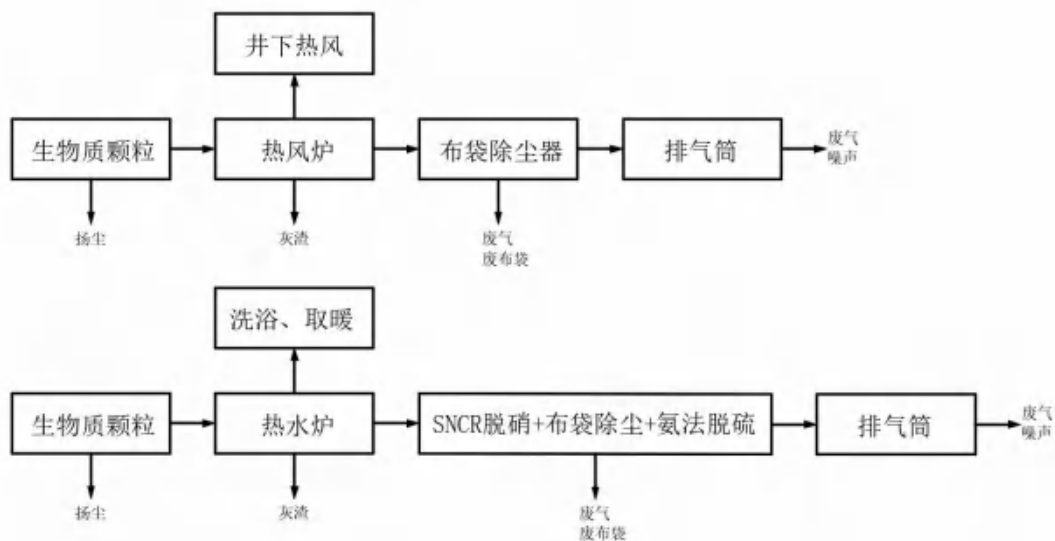 井下热风
生物质颗粒
热风炉
布袋除尘器
排气筒
废气
噪声
扬尘
灰渣
废气
废布袋
洗浴、取暖
生物质颗粒
热水炉
SNCR脱硝+布袋除尘+氨法脱硫
排气筒
废气
噪声
扬尘
灰渣
废气
废布袋